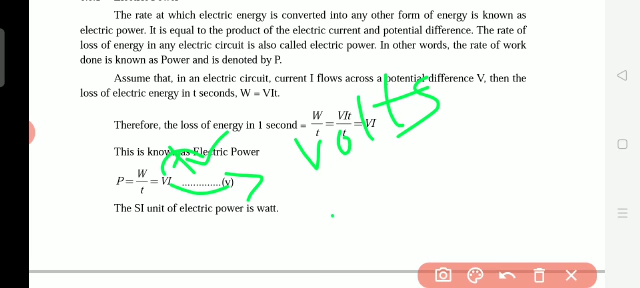 The rate at which electric energy is converted into any other form of energy is known as
electric power. It is equal to the product of the electric current and potential difference. The rate of
loss of energy in any electric circuit is also called electric power. In other words, the rate of work
done is known as Power and is denoted by P.
Assume that, in an electric circuit, current I flows across a potential difference V, then the
loss of electric energy in t seconds, W = VIt.
Therefore, the loss of energy in 1 second = W/t = VIt/t = VI
volts
This is known as Electric Power
P = W/t = VI ..............(v)
The SI unit of electric power is watt.